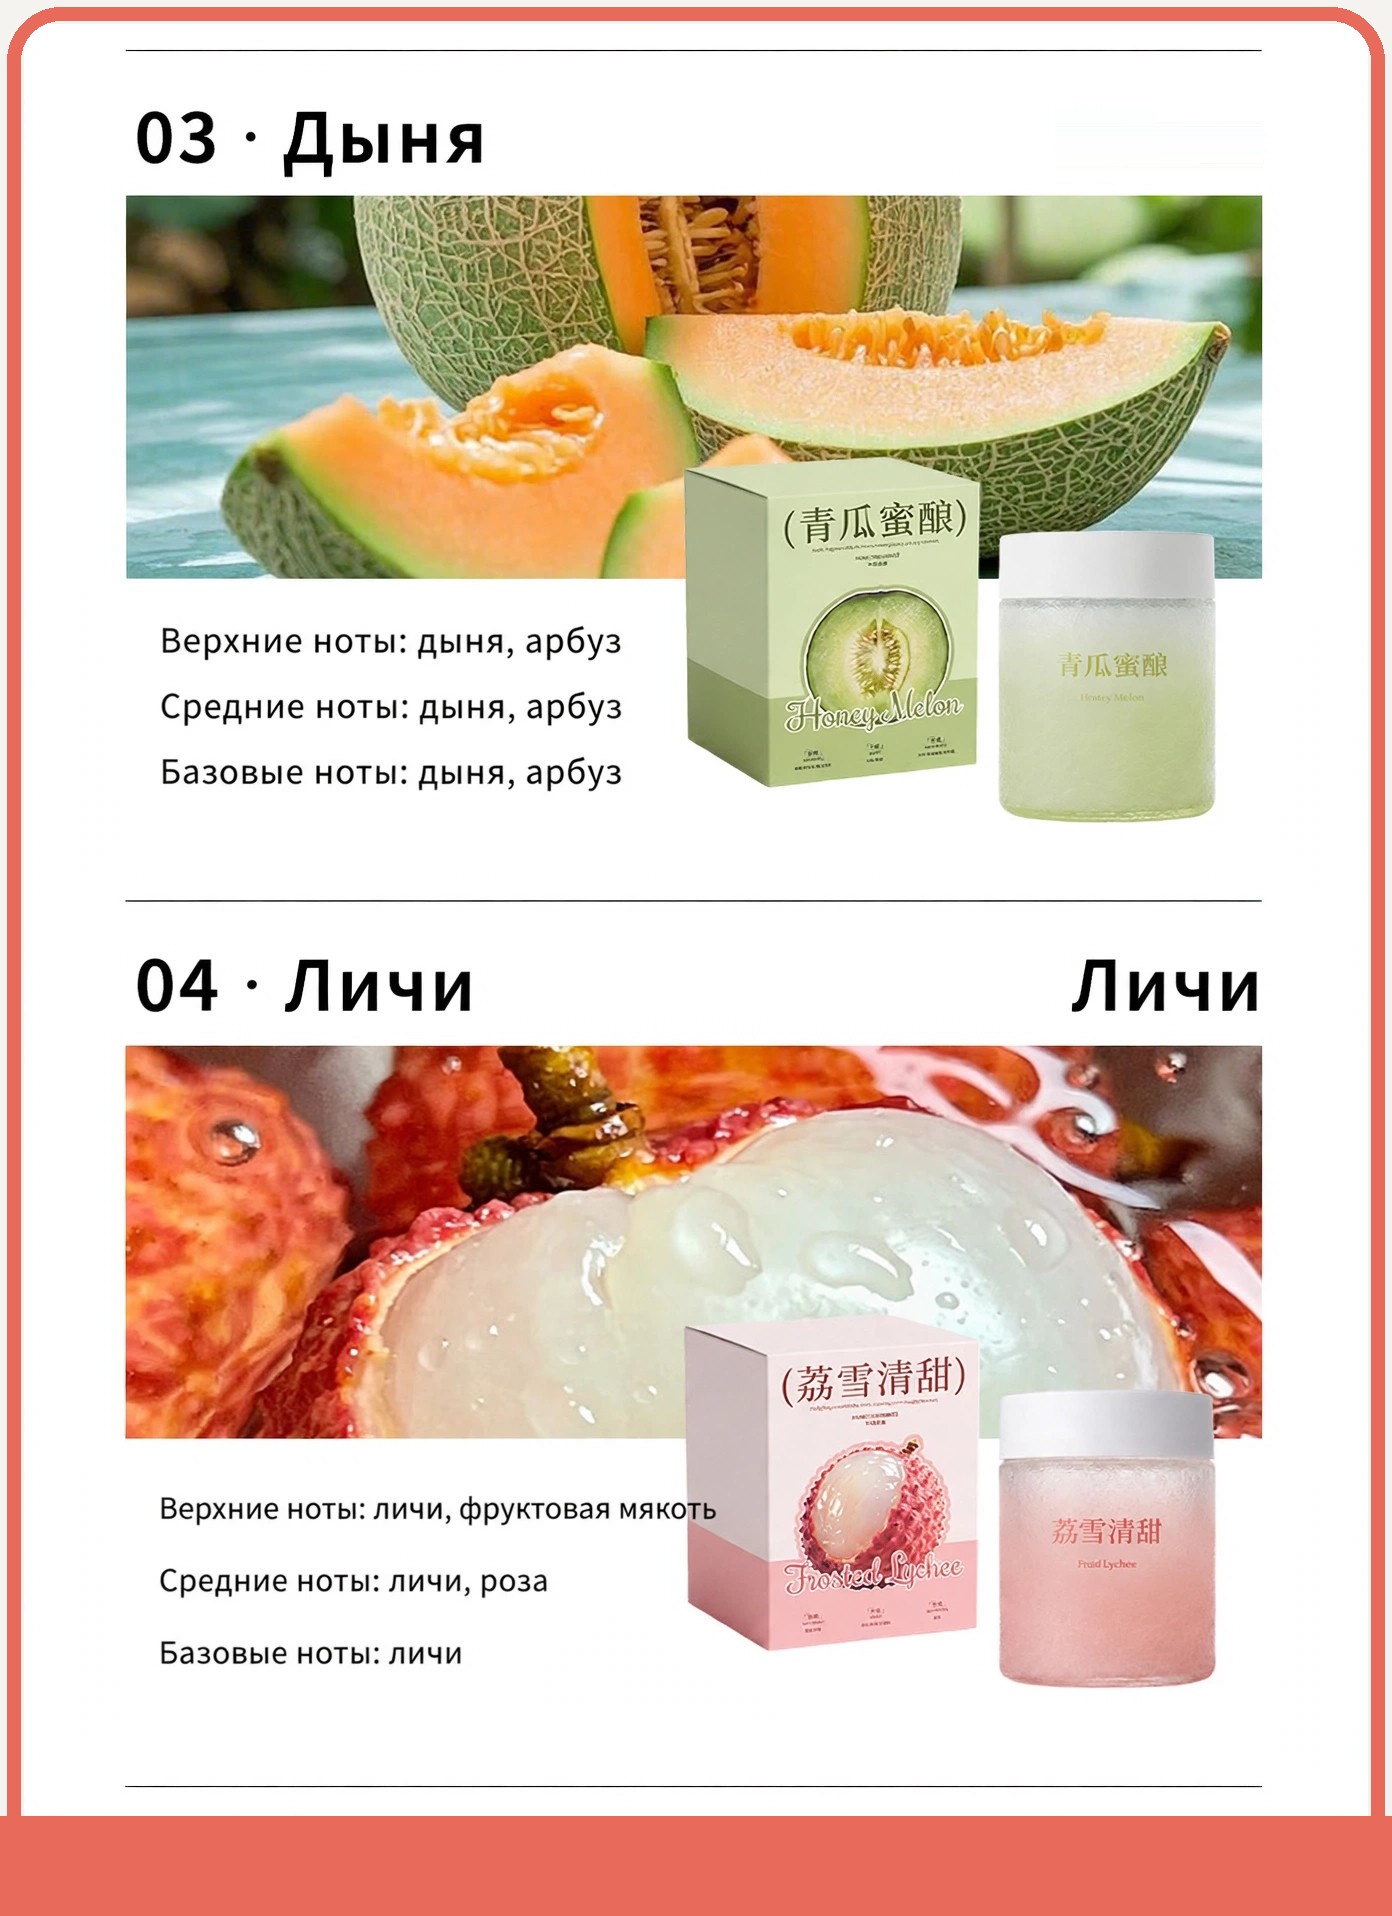 03 · Дыня
(青瓜蜜酿)
Honey Melon
青瓜蜜酿
Honey Melon
Верхние ноты: дыня, арбуз
Средние ноты: дыня, арбуз
Базовые ноты: дыня, арбуз
04 · Личи
Личи
(荔雪清甜)
Frosted Lychee
荔雪清甜
Fraid Lychee
Верхние ноты: личи, фруктовая мякоть
Средние ноты: личи, роза
Базовые ноты: личи